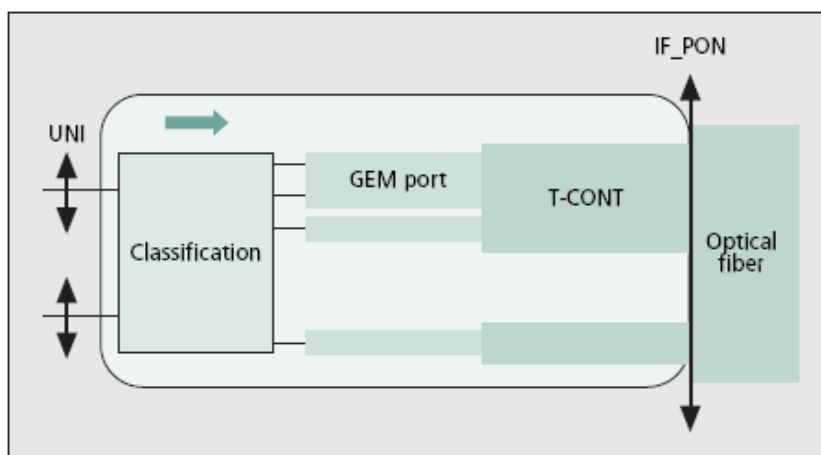 IF_PON
UNI
GEM port
T-CONT
Classification
Optical
fiber